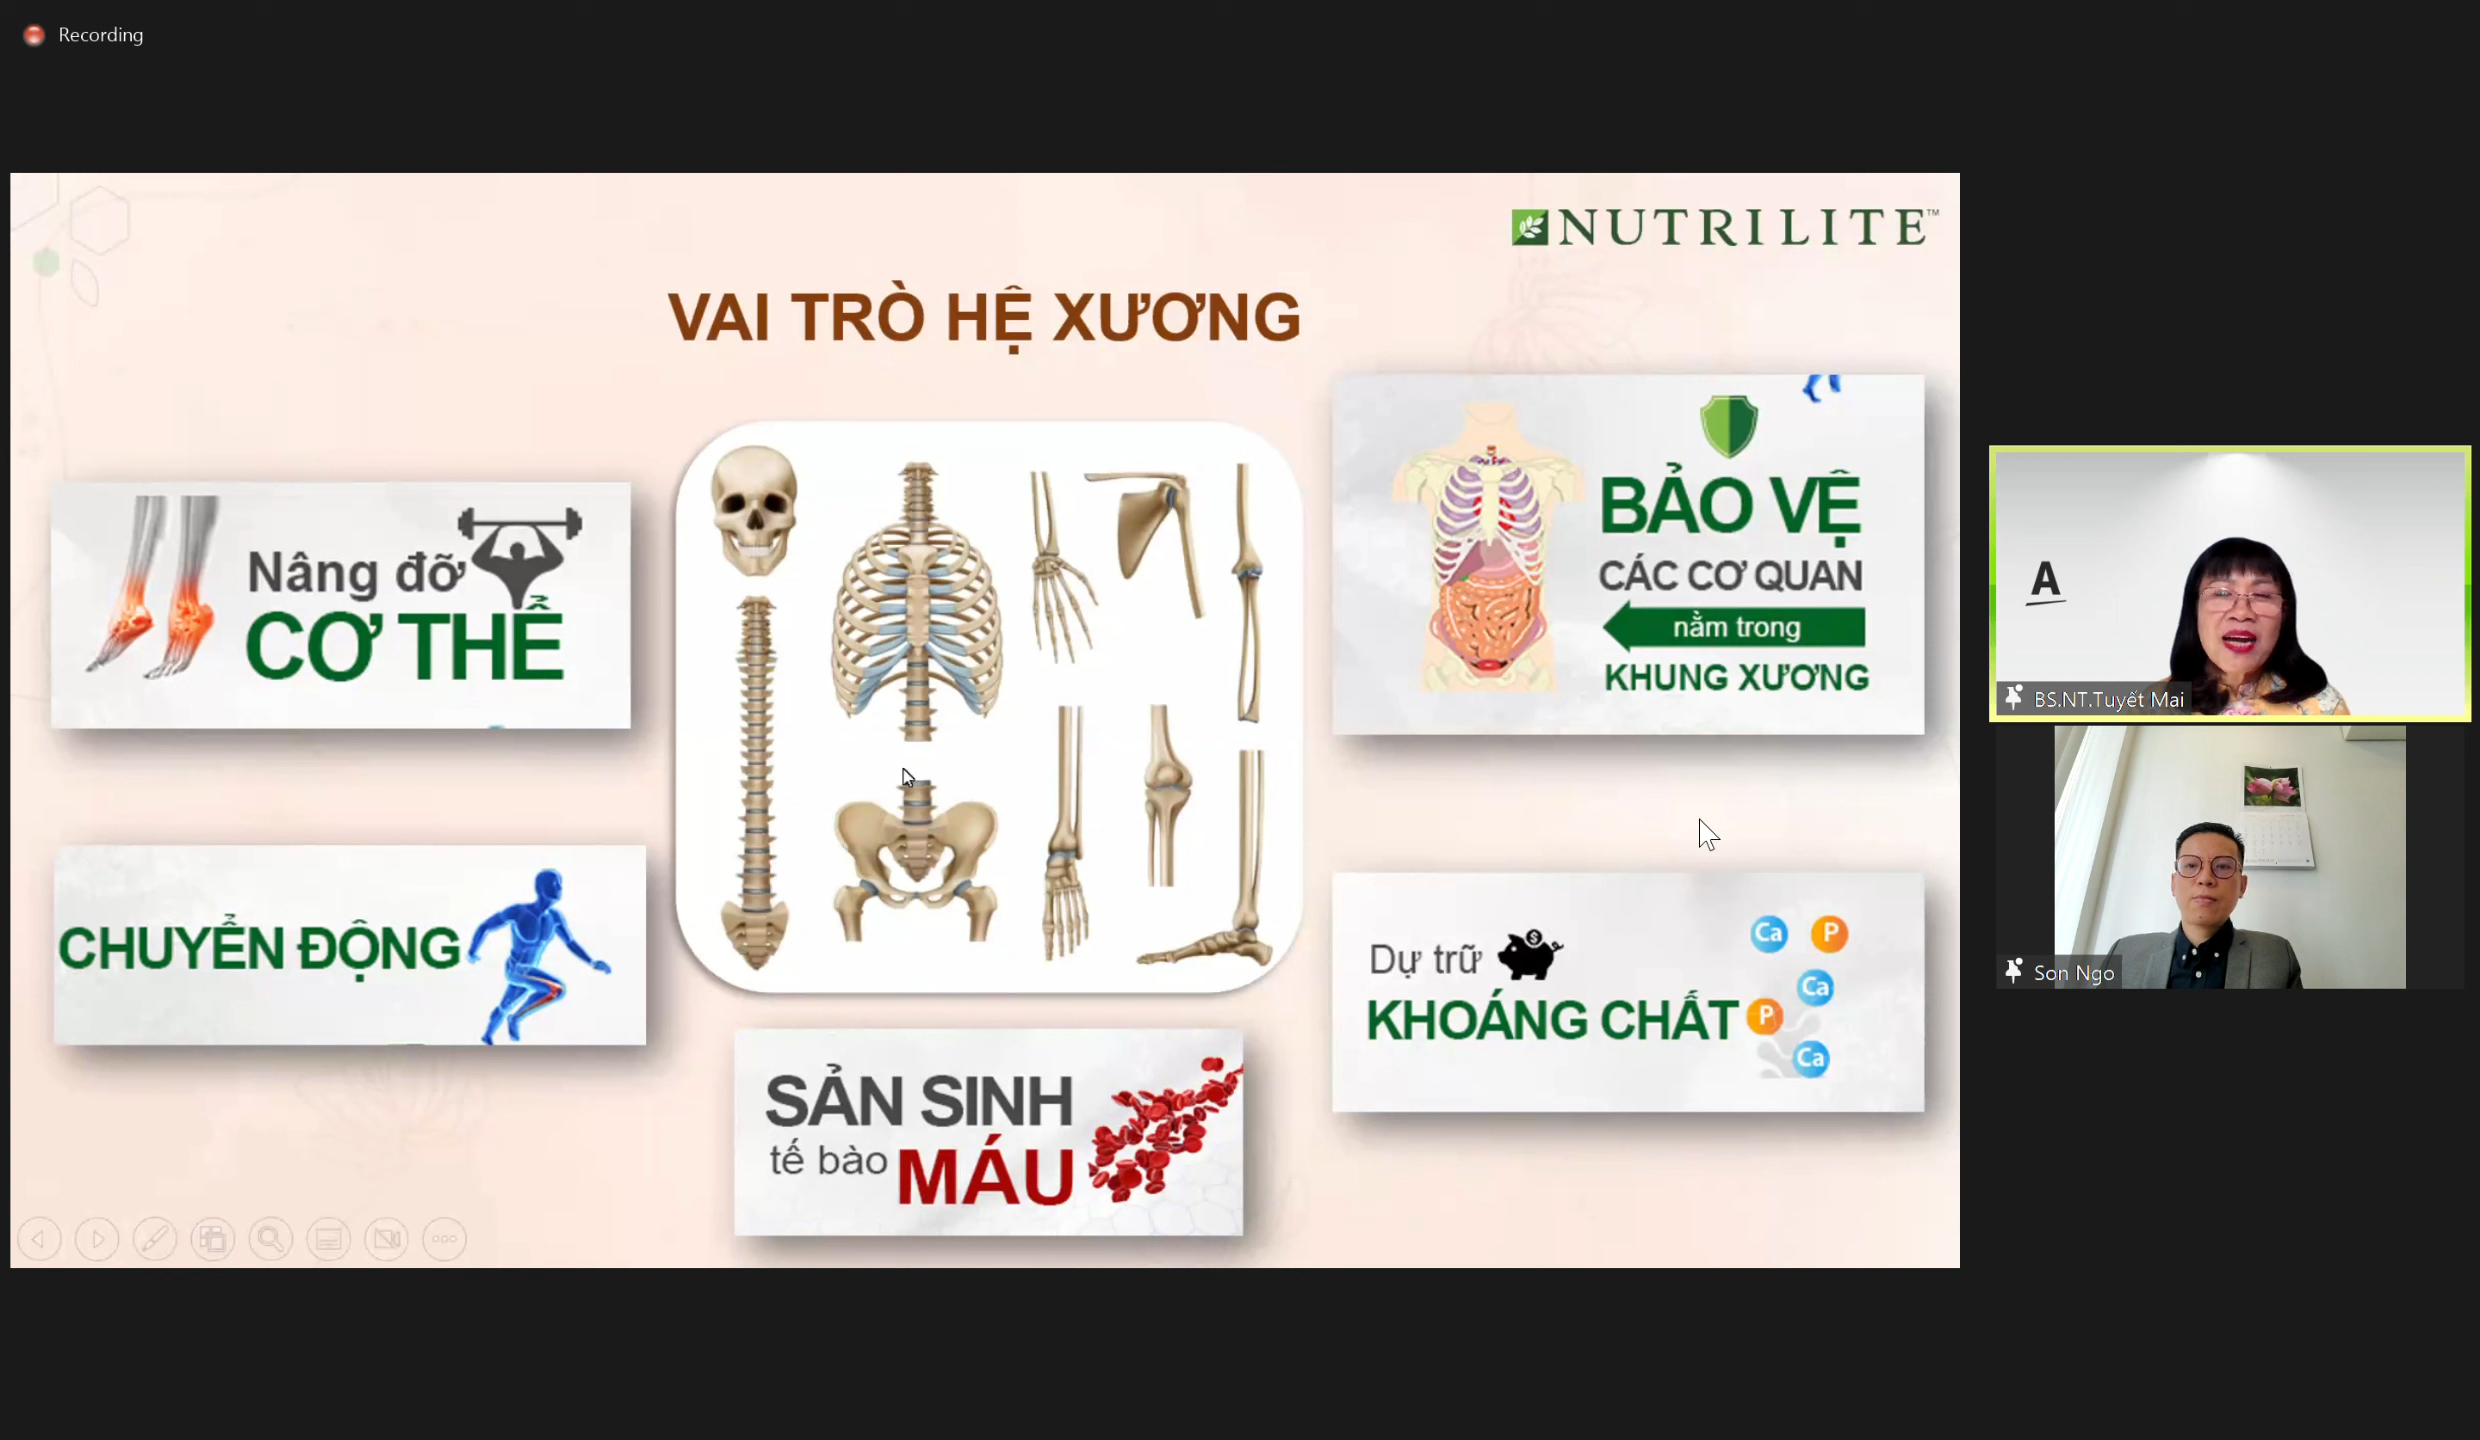 Recording
NUTRILITE™
VAI TRÒ HỆ XƯƠNG
Nâng đỡ
CƠ THỂ
CHUYỂN ĐỘNG
BẢO VỆ
CÁC CƠ QUAN
nằm trong
KHUNG XƯƠNG
Dự trữ
KHOÁNG CHẤT
Ca P
Ca
P
Ca
SẢN SINH
tế bào MÁU
A
BS.NT.Tuyết Mai
Son Ngo